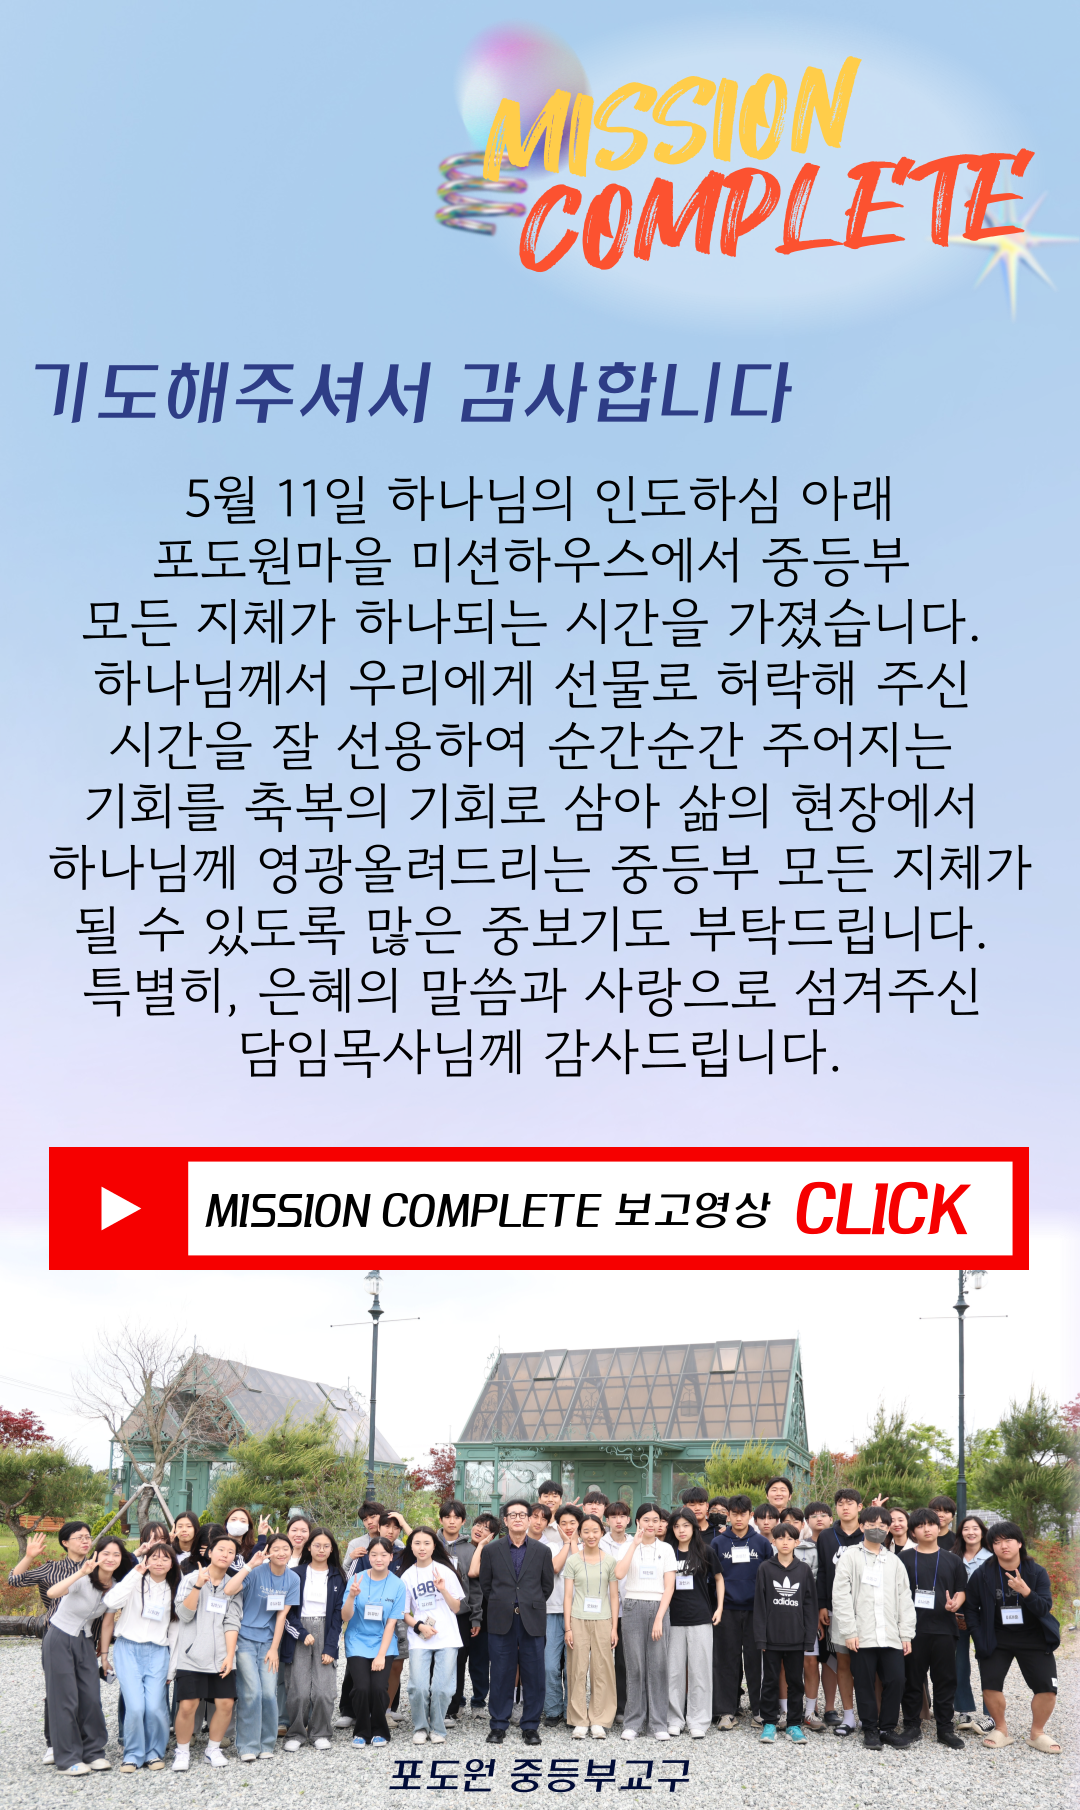 MISSION
COMPLETE
기도해주셔서 감사합니다
5월 11일 하나님의 인도하심 아래
포도원마을 미션하우스에서 중등부
모든 지체가 하나되는 시간을 가졌습니다.
하나님께서 우리에게 선물로 허락해 주신
시간을 잘 선용하여 순간순간 주어지는
기회를 축복의 기회로 삼아 삶의 현장에서
하나님께 영광올려드리는 중등부 모든 지체가
될 수 있도록 많은 중보기도 부탁드립니다.
특별히, 은혜의 말씀과 사랑으로 섬겨주신
담임목사님께 감사드립니다.
MISSION COMPLETE 보고영상 CLICK
198
adidas
포도원 중등부교구